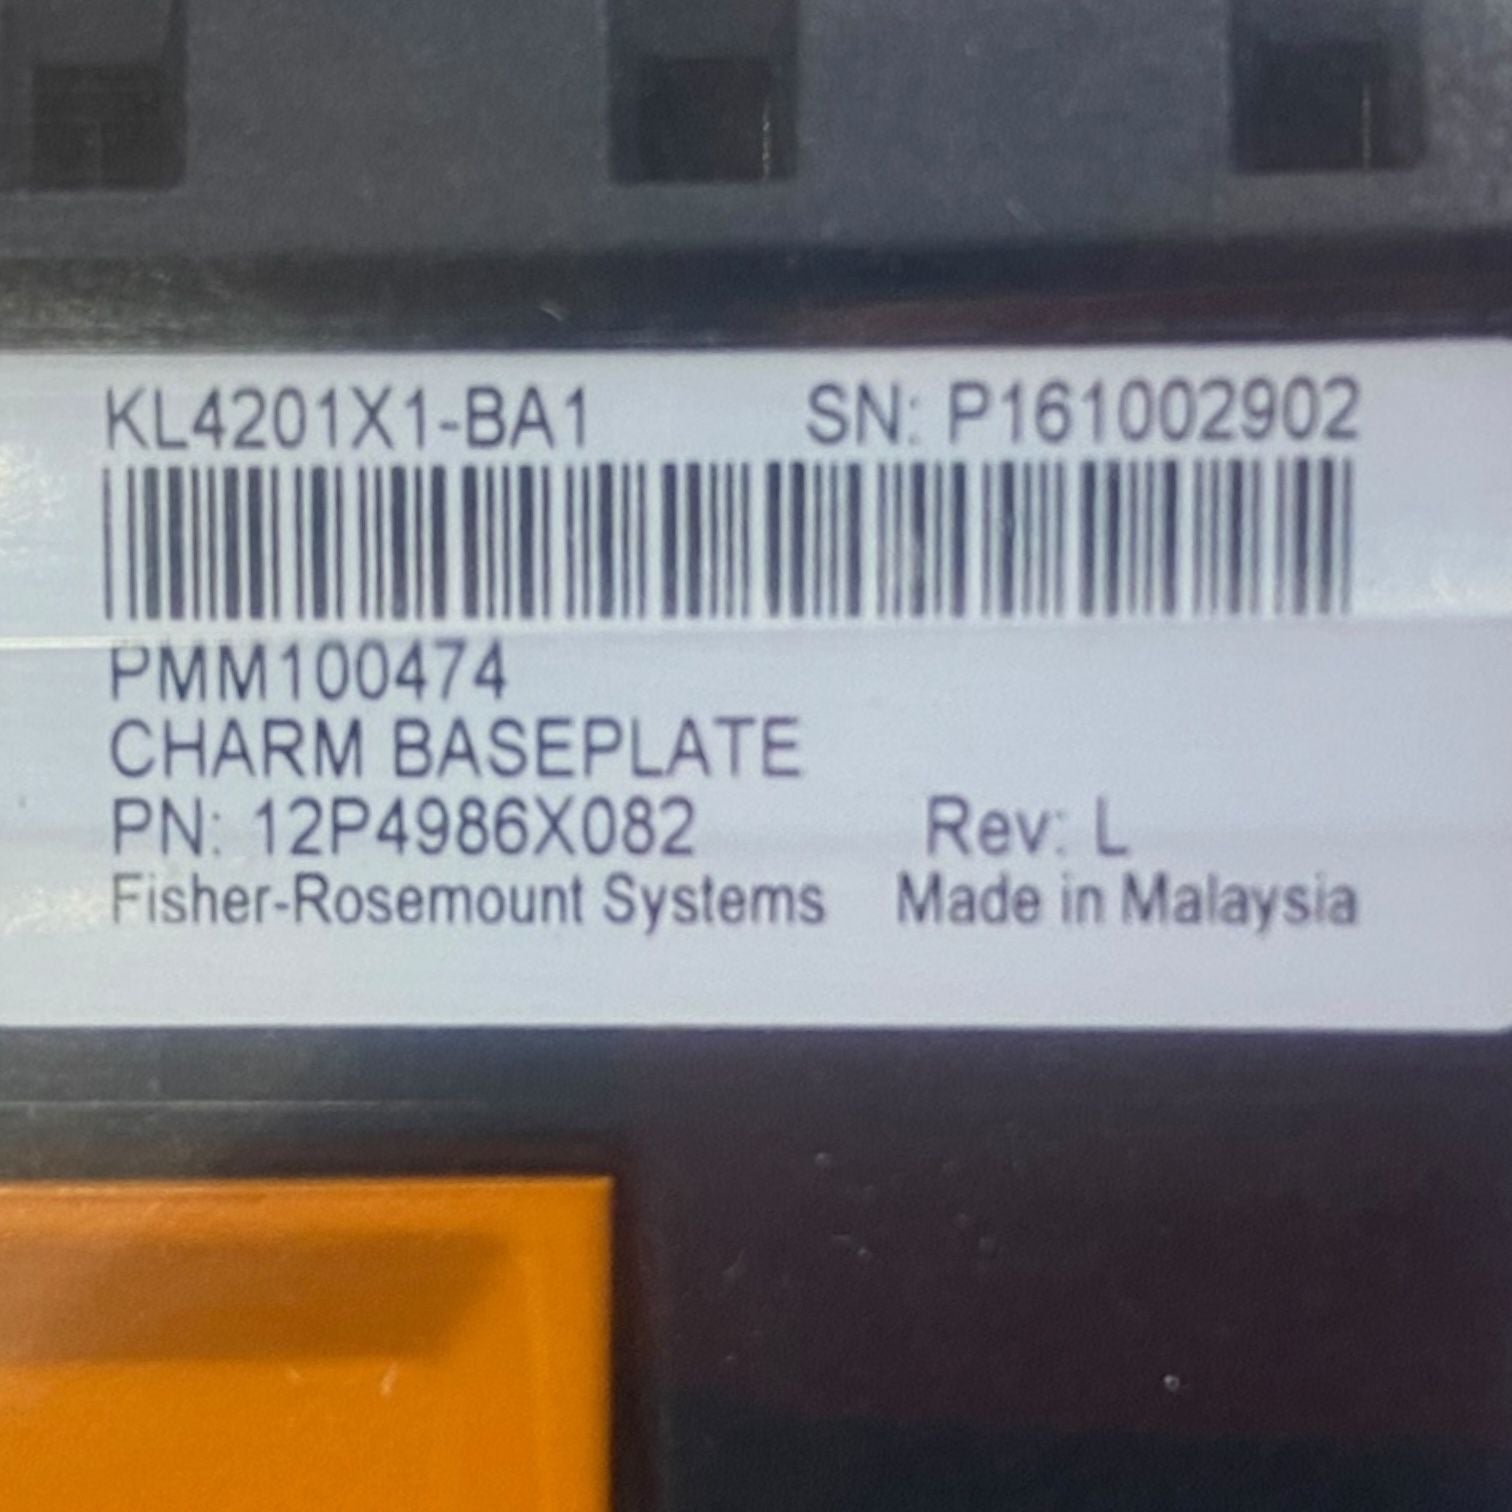 KL4201X1-BA1 SN: P161002902
PMM100474
CHARM BASEPLATE
PN: 12P4986X082 Rev: L
Fisher-Rosemount Systems Made in Malaysia